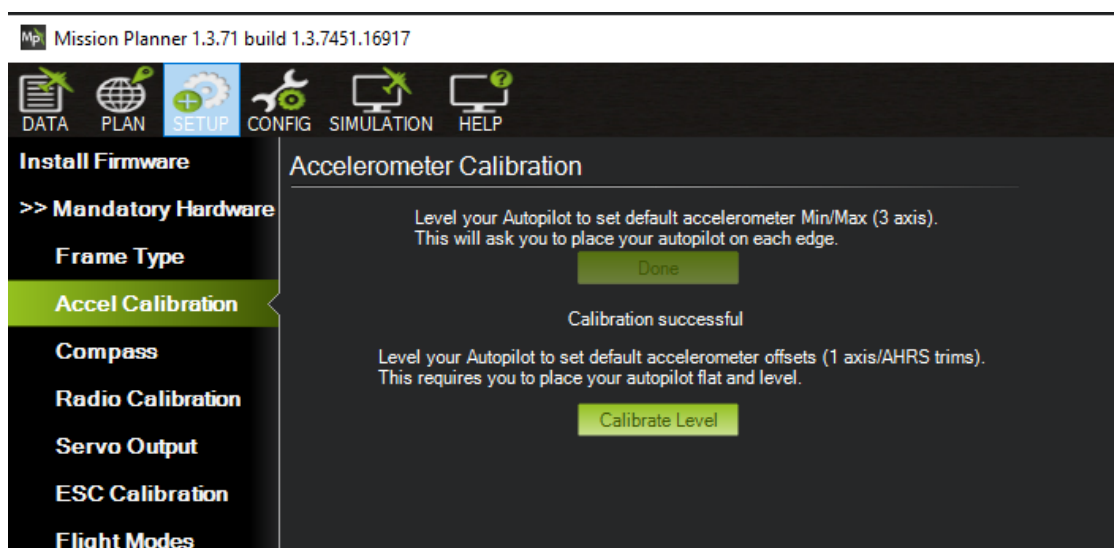 Mp Mission Planner 1.3.71 build 1.3.7451.16917
DATA PLAN SETUP CONFIG SIMULATION HELP
Install Firmware
>> Mandatory Hardware
Frame Type
Accel Calibration
Compass
Radio Calibration
Servo Output
ESC Calibration
Flight Modes
Accelerometer Calibration
Level your Autopilot to set default accelerometer Min/Max (3 axis).
This will ask you to place your autopilot on each edge.
Done
Calibration successful
Level your Autopilot to set default accelerometer offsets (1 axis/AHRS trims).
This requires you to place your autopilot flat and level.
Calibrate Level